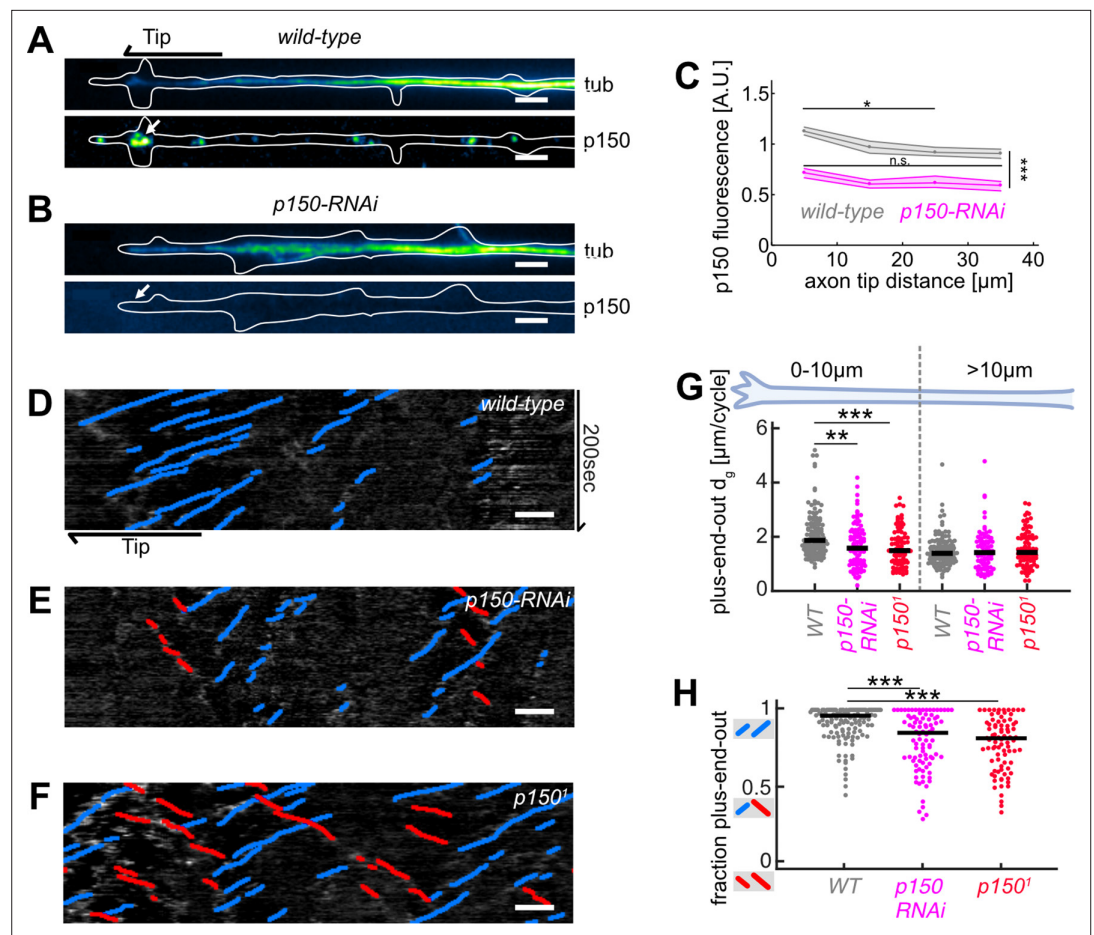 A
Tip
wild-type
tub
p150
B
p150-RNAi
tub
p150
C
p150 fluorescence [A.U.]
1.5
1
0.5
0
*
n.s.
***
wild-type
p150-RNAi
0 10 20 30 40
axon tip distance [µm]
D
wild-type
200sec
Tip
E
p150-RNAi
F
p150¹
G
0-10µm
>10µm
plus-end-out d_g [µm/cycle]
6
4
2
0
***
**
WT
p150-
RNAi
p150¹
WT
p150-
RNAi
p150¹
H
fraction plus-end-out
1
0.5
0
***
***
WT
p150
RNAi
p150¹